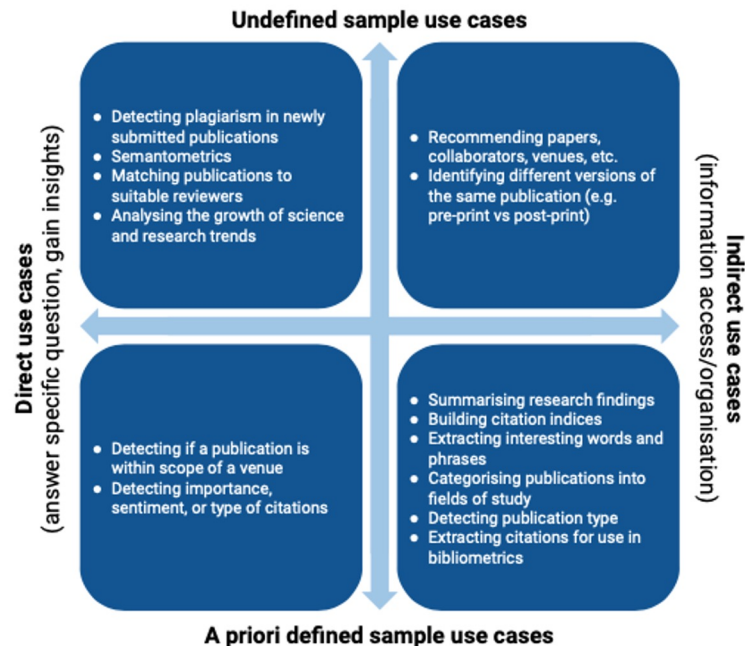 Undefined sample use cases
● Detecting plagiarism in newly
submitted publications
● Semantometrics
● Matching publications to
suitable reviewers
● Analysing the growth of science
and research trends
● Recommending papers,
collaborators, venues, etc.
● Identifying different versions of
the same publication (e.g.
pre-print vs post-print)
Direct use cases
(answer specific question, gain insights)
Indirect use cases
(information access/organisation)
● Detecting if a publication is
within scope of a venue
● Detecting importance,
sentiment, or type of citations
● Summarising research findings
● Building citation indices
● Extracting interesting words and
phrases
● Categorising publications into
fields of study
● Detecting publication type
● Extracting citations for use in
bibliometrics
A priori defined sample use cases